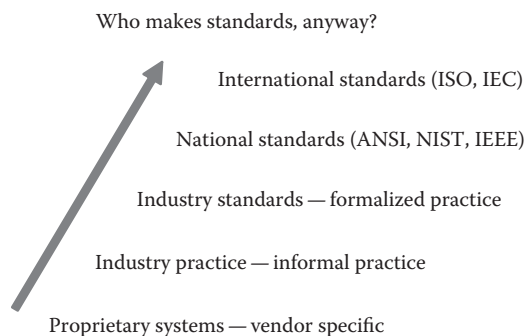 Who makes standards, anyway?
International standards (ISO, IEC)
National standards (ANSI, NIST, IEEE)
Industry standards — formalized practice
Industry practice — informal practice
Proprietary systems — vendor specific